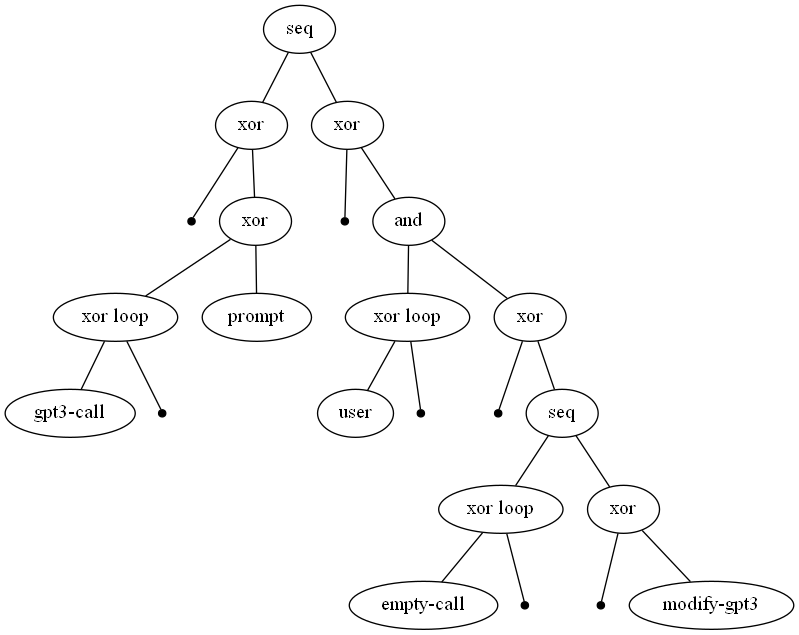 seq
xor
xor
xor
and
xor loop
prompt
xor loop
xor
gpt3-call
user
seq
xor loop
xor
empty-call
modify-gpt3